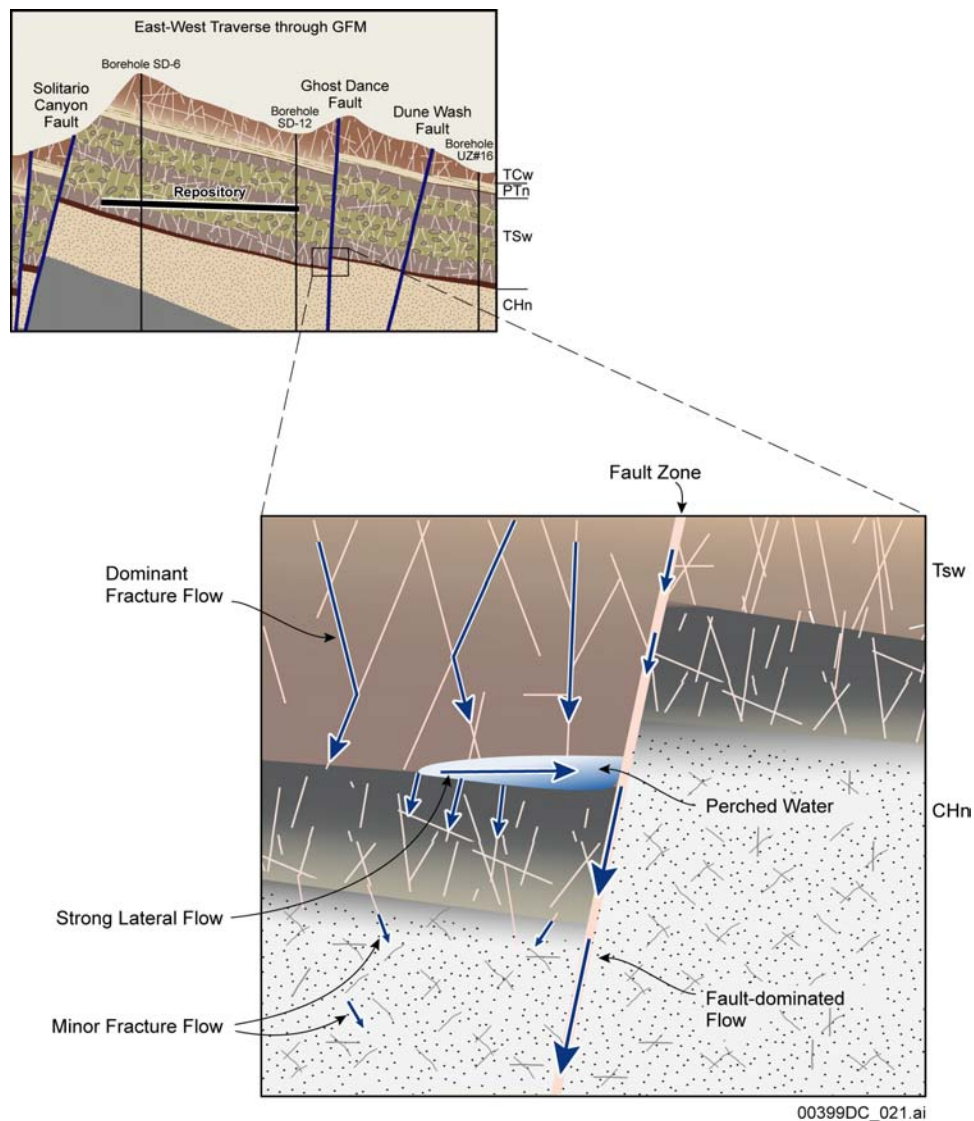 East-West Traverse through GFM
Borehole SD-6
Solitario
Canyon
Fault
Ghost Dance
Fault
Borehole
SD-12
Dune Wash
Fault
Borehole
UZ#16
TCw
PTn
Repository
TSw
CHn
Fault Zone
Dominant
Fracture Flow
Tsw
Perched Water
CHn
Strong Lateral Flow
Fault-dominated
Flow
Minor Fracture Flow
00399DC_021.ai